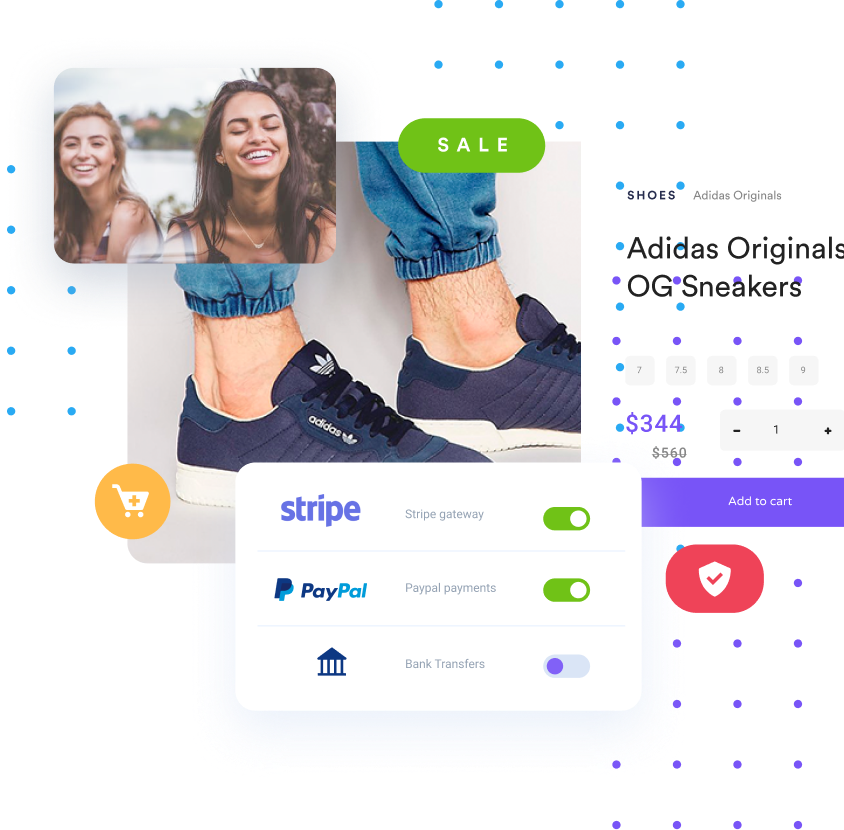 SALE
SHOES Adidas Originals
Adidas Originals
OG Sneakers
7 7.5 8 8.5 9
$344
- 1 +
$560
Add to cart
adidas
stripe Stripe gateway
PayPal Paypal payments
Bank Transfers